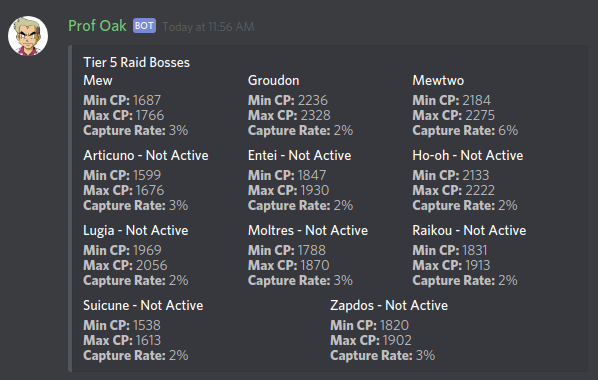 Prof Oak BOT Today at 11:56 AM
Tier 5 Raid Bosses
Mew
Min CP: 1687
Max CP: 1766
Capture Rate: 3%
Groudon
Min CP: 2236
Max CP: 2328
Capture Rate: 2%
Mewtwo
Min CP: 2184
Max CP: 2275
Capture Rate: 6%
Articuno - Not Active
Min CP: 1599
Max CP: 1676
Capture Rate: 3%
Entei - Not Active
Min CP: 1847
Max CP: 1930
Capture Rate: 2%
Ho-oh - Not Active
Min CP: 2133
Max CP: 2222
Capture Rate: 2%
Lugia - Not Active
Min CP: 1969
Max CP: 2056
Capture Rate: 2%
Moltres - Not Active
Min CP: 1788
Max CP: 1870
Capture Rate: 3%
Raikou - Not Active
Min CP: 1831
Max CP: 1913
Capture Rate: 2%
Suicune - Not Active
Min CP: 1538
Max CP: 1613
Capture Rate: 2%
Zapdos - Not Active
Min CP: 1820
Max CP: 1902
Capture Rate: 3%